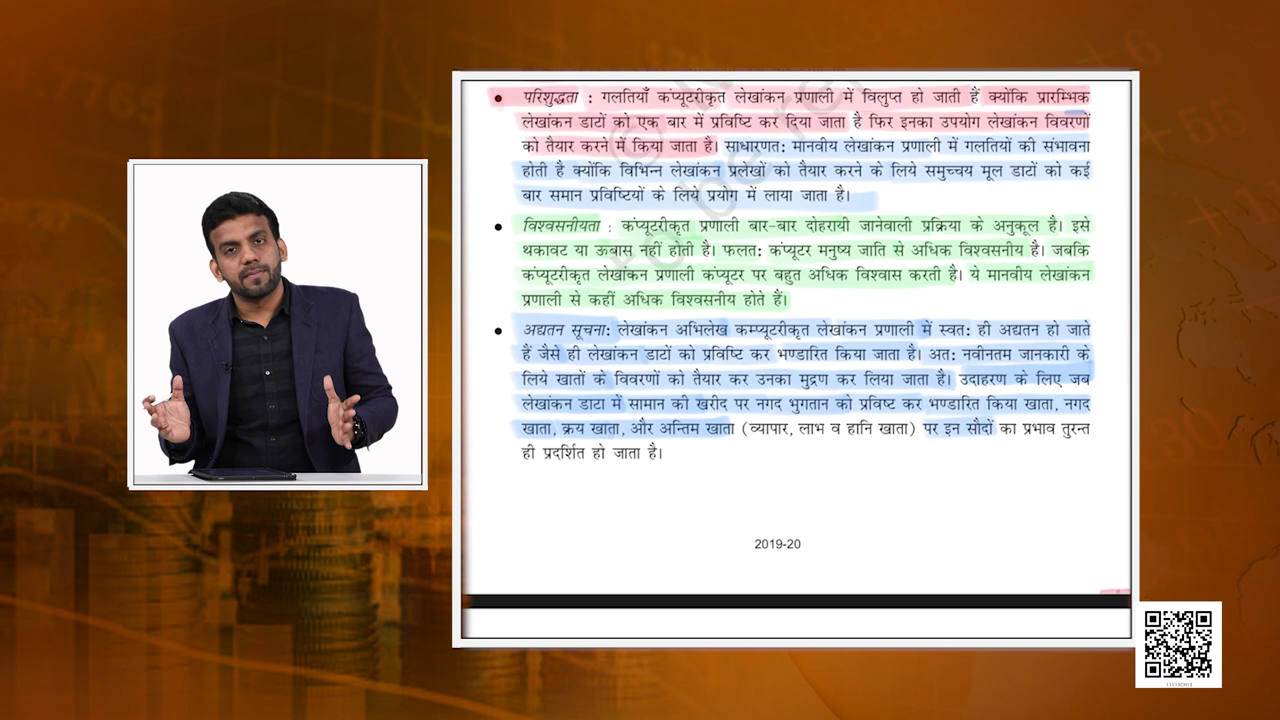 • परिशुद्धता : गलतियाँ कंप्यूटरीकृत लेखांकन प्रणाली में विलुप्त हो जाती हैं क्योंकि प्रारम्भिक
लेखांकन डाटों को एक बार में प्रविष्टि कर दिया जाता है फिर इनका उपयोग लेखांकन विवरणों
को तैयार करने में किया जाता है। साधारणत: मानवीय लेखांकन प्रणाली में गलतियों की संभावना
होती है क्योंकि विभिन्न लेखांकन प्रलेखों को तैयार करने के लिये समुच्चय मूल डाटों को कई
बार समान प्रविष्टियों के लिये प्रयोग में लाया जाता है।
• विश्वसनीयता : कंप्यूटरीकृत प्रणाली बार-बार दोहरायी जानेवाली प्रक्रिया के अनुकूल है। इसे
थकावट या ऊबास नहीं होती है। फलत: कंप्यूटर मनुष्य जाति से अधिक विश्वसनीय है। जबकि
कंप्यूटरीकृत लेखांकन प्रणाली कंप्यूटर पर बहुत अधिक विश्वास करती है। ये मानवीय लेखांकन
प्रणाली से कहीं अधिक विश्वसनीय होते हैं।
• अद्यतन सूचना: लेखांकन अभिलेख कम्प्यूटरीकृत लेखांकन प्रणाली में स्वत: ही अद्यतन हो जाते
हैं जैसे ही लेखांकन डाटों को प्रविष्टि कर भण्डारित किया जाता है। अत: नवीनतम जानकारी के
लिये खातों के विवरणों को तैयार कर उनका मुद्रण कर लिया जाता है। उदाहरण के लिए जब
लेखांकन डाटा में सामान की खरीद पर नगद भुगतान को प्रविष्ट कर भण्डारित किया खाता, नगद
खाता, क्रय खाता, और अन्तिम खाता (व्यापार, लाभ व हानि खाता) पर इन सौदों का प्रभाव तुरन्त
ही प्रदर्शित हो जाता है।
2019-20